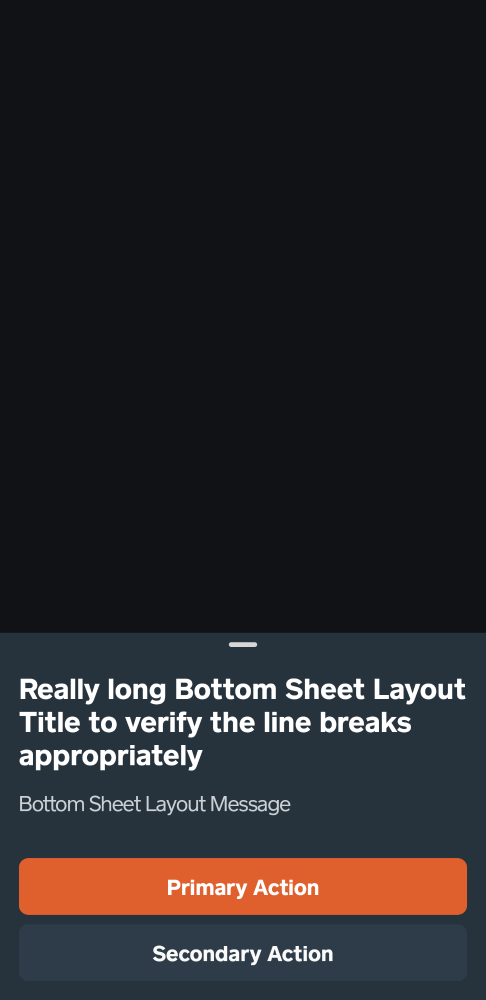 Really long Bottom Sheet Layout
Title to verify the line breaks
appropriately
Bottom Sheet Layout Message
Primary Action
Secondary Action